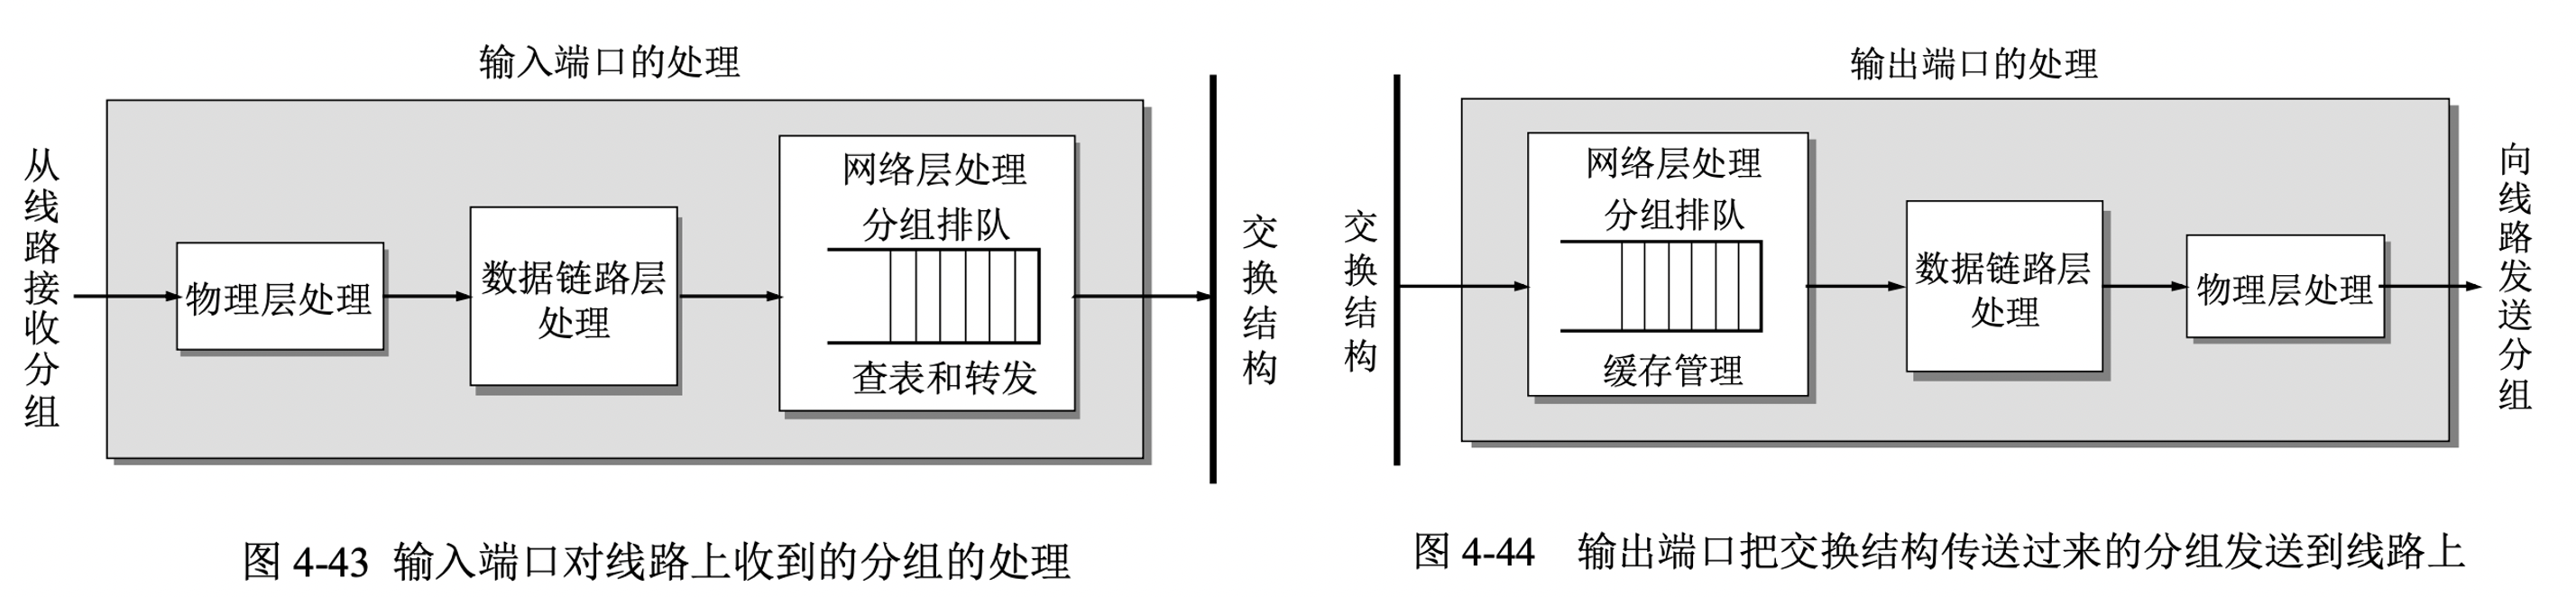 输入端口的处理
从线路接收分组
物理层处理
数据链路层
处理
网络层处理
分组排队
查表和转发
交换结构
图 4-43 输入端口对线路上收到的分组的处理
输出端口的处理
交换结构
网络层处理
分组排队
缓存管理
数据链路层
处理
物理层处理
向线路发送分组
图 4-44 输出端口把交换结构传送过来的分组发送到线路上